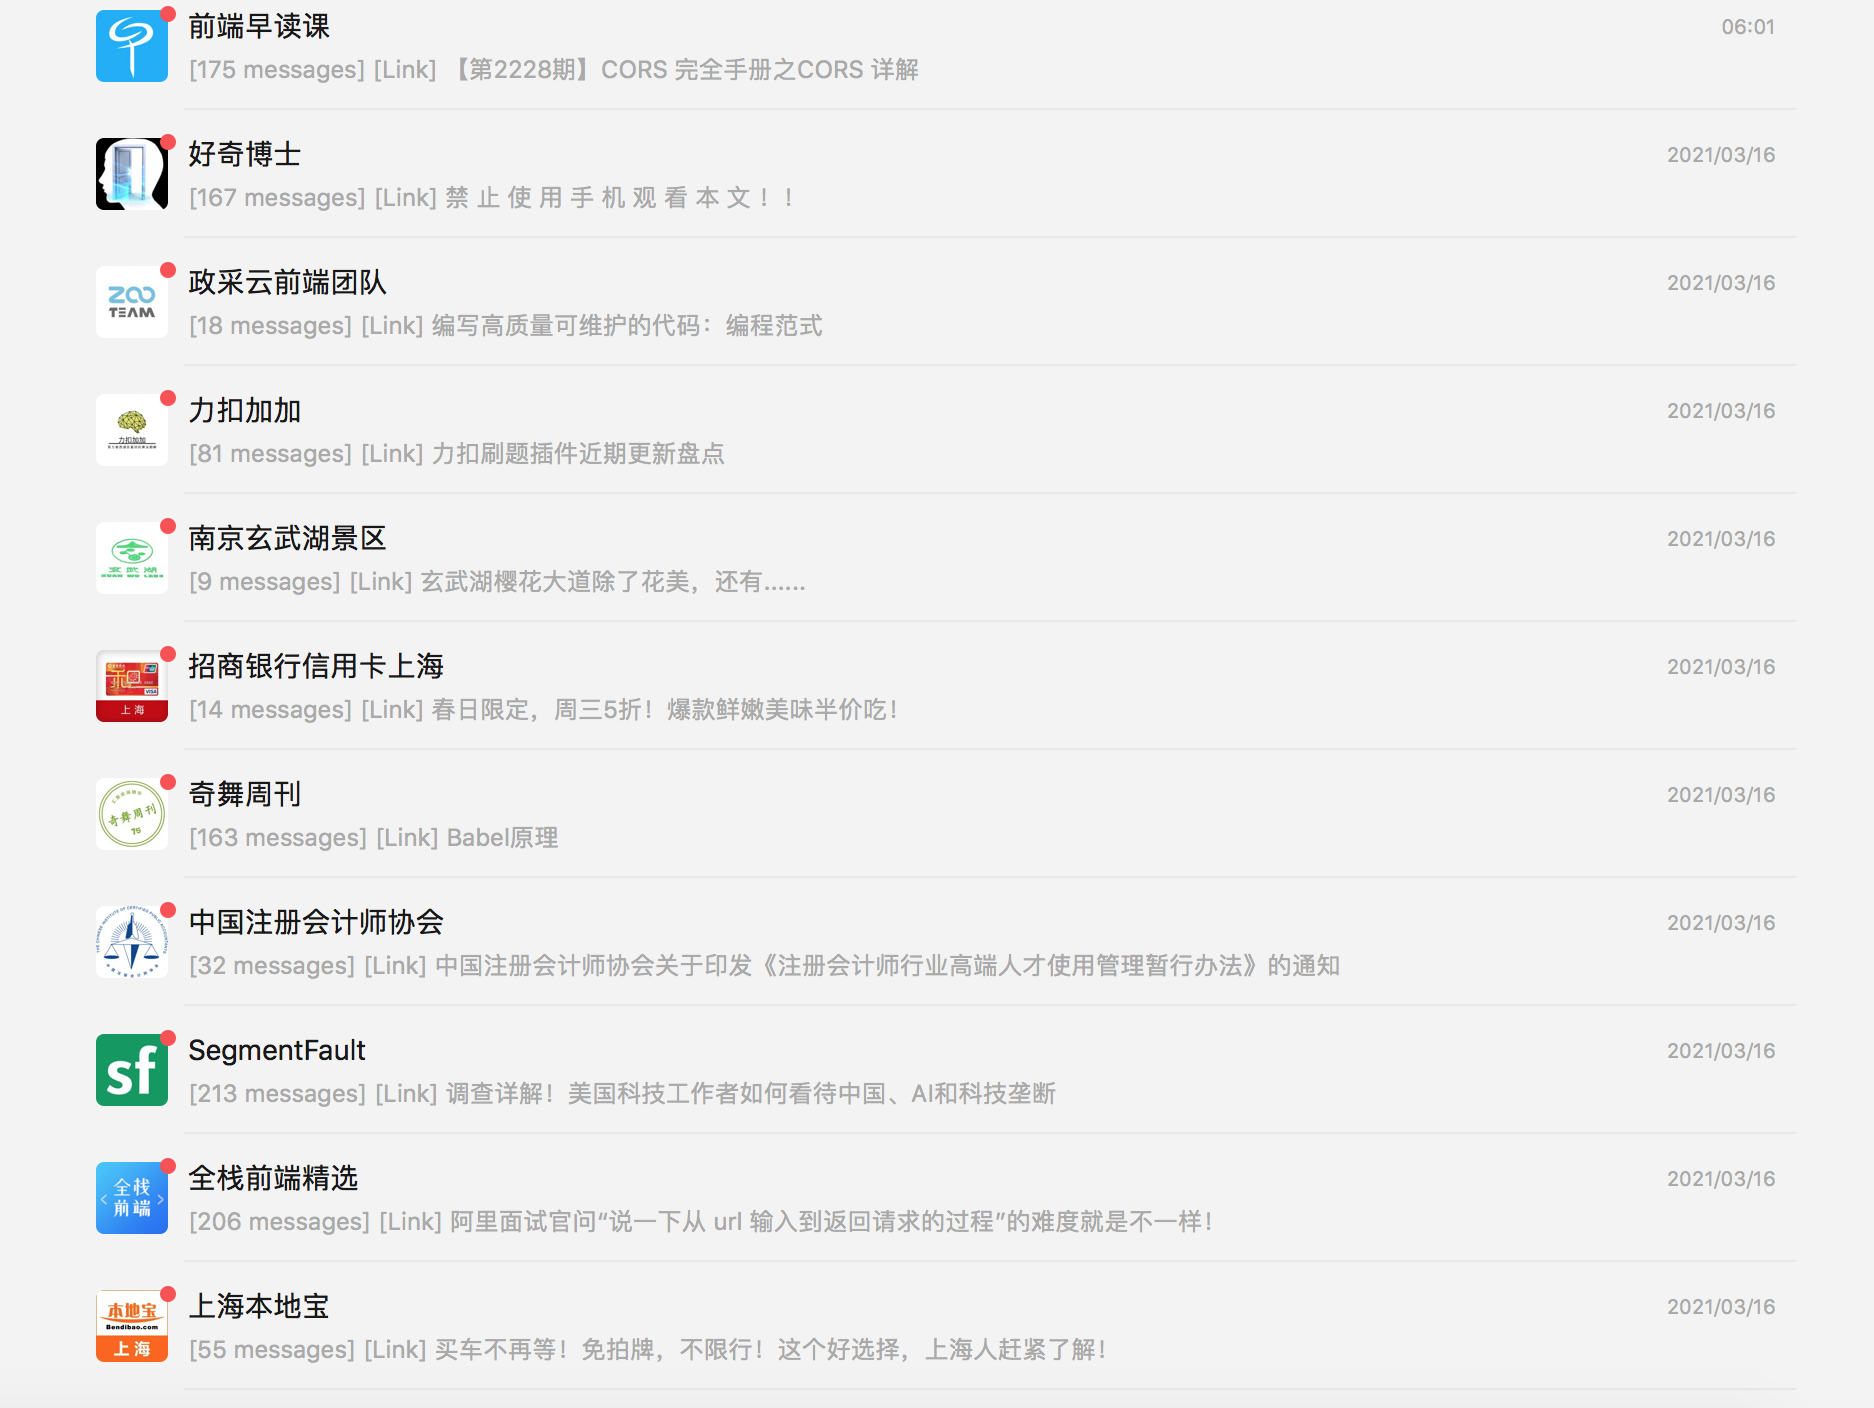 前端早读课
06:01
[175 messages] [Link] 【第2228期】CORS 完全手册之CORS 详解
好奇博士
2021/03/16
[167 messages] [Link] 禁 止 使 用 手 机 观 看 本 文 ！！
ZOO
TEAM
政采云前端团队
2021/03/16
[18 messages] [Link] 编写高质量可维护的代码：编程范式
力扣加加
力扣加加
2021/03/16
[81 messages] [Link] 力扣刷题插件近期更新盘点
玄武湖
XUAN WU LAKE
南京玄武湖景区
2021/03/16
[9 messages] [Link] 玄武湖樱花大道除了花美，还有......
VISA
上海
招商银行信用卡上海
2021/03/16
[14 messages] [Link] 春日限定，周三5折！爆款鲜嫩美味半价吃！
奇舞周刊
75
奇舞周刊
2021/03/16
[163 messages] [Link] Babel原理
中国注册会计师协会
2021/03/16
[32 messages] [Link] 中国注册会计师协会关于印发《注册会计师行业高端人才使用管理暂行办法》的通知
sf
SegmentFault
2021/03/16
[213 messages] [Link] 调查详解！美国科技工作者如何看待中国、AI和科技垄断
全栈
<前端>
全栈前端精选
2021/03/16
[206 messages] [Link] 阿里面试官问“说一下从 url 输入到返回请求的过程”的难度就是不一样！
本地宝
Bendibao.com
上海
上海本地宝
2021/03/16
[55 messages] [Link] 买车不再等！免拍牌，不限行！这个好选择，上海人赶紧了解！